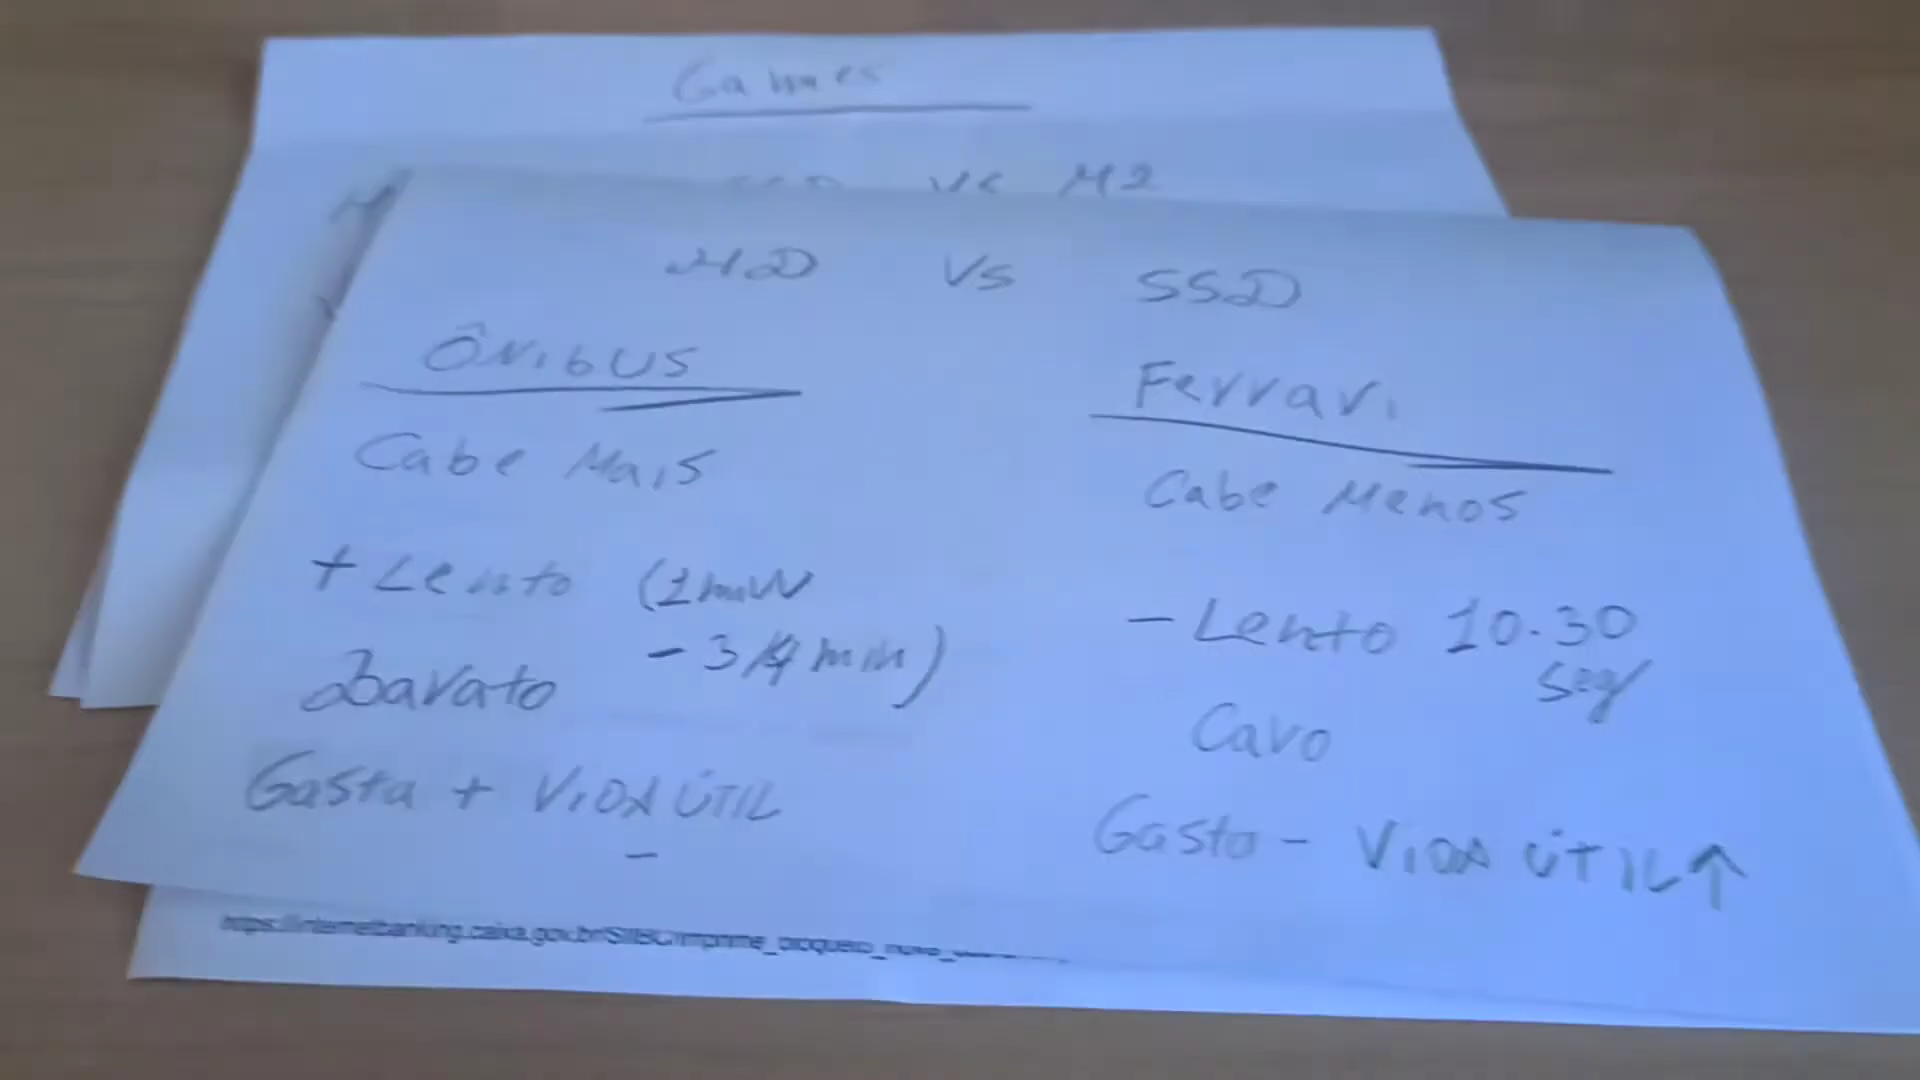 Games
VS M2
HD VS SSD
ÔNibUS
Ferrari
Cabe Mais
Cabe Menos
+ Lento (1 min
- 3/4 min)
- Lento 10.30
seg
Barato
Caro
Gasta + ViDA ÚTIL
-
Gasta - ViDA ÚTIL ↑